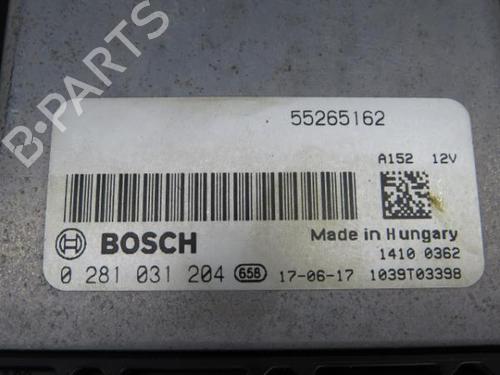 B-PARTS
55265162
A152 12V
BOSCH
Made in Hungary
1410 0362
0 281 031 204 658 17-06-17 1039T03398